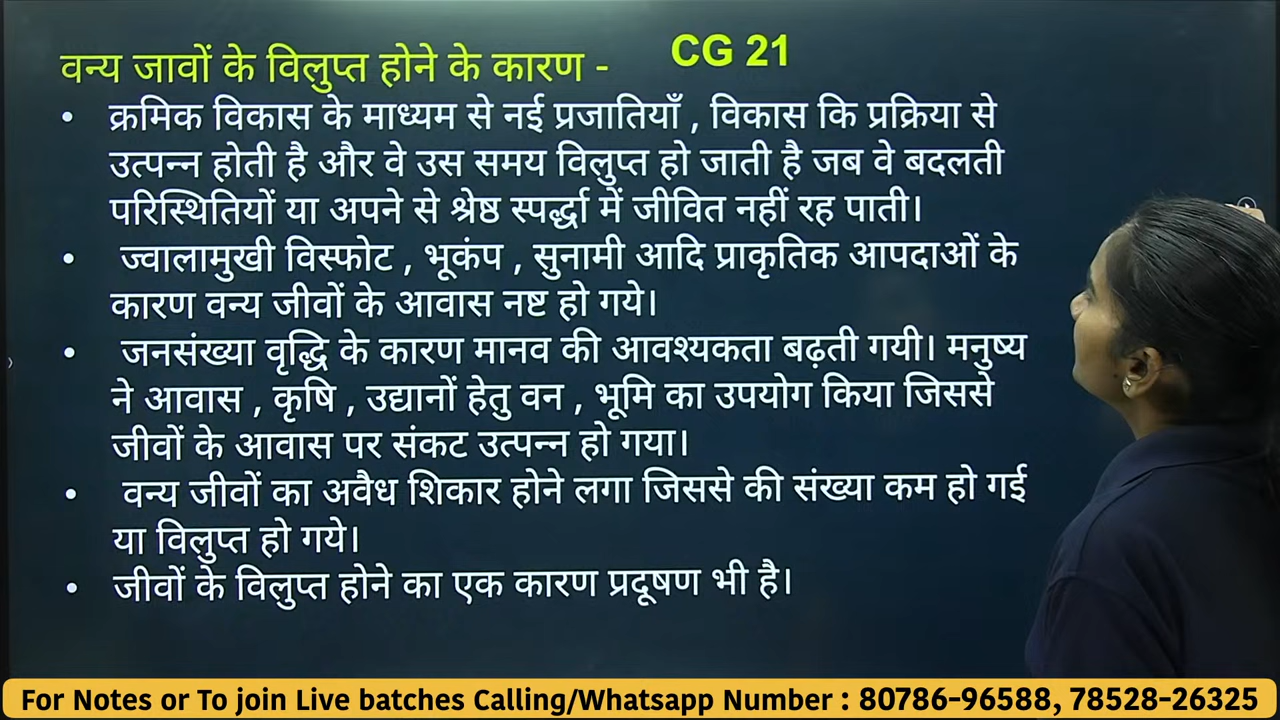 वन्य जावों के विलुप्त होने के कारण - CG 21
• क्रमिक विकास के माध्यम से नई प्रजातियाँ , विकास कि प्रक्रिया से
उत्पन्न होती है और वे उस समय विलुप्त हो जाती है जब वे बदलती
परिस्थितियों या अपने से श्रेष्ठ स्पर्द्धा में जीवित नहीं रह पाती।
• ज्वालामुखी विस्फोट , भूकंप , सुनामी आदि प्राकृतिक आपदाओं के
कारण वन्य जीवों के आवास नष्ट हो गये।
• जनसंख्या वृद्धि के कारण मानव की आवश्यकता बढ़ती गयी। मनुष्य
ने आवास , कृषि , उद्यानों हेतु वन , भूमि का उपयोग किया जिससे
जीवों के आवास पर संकट उत्पन्न हो गया।
• वन्य जीवों का अवैध शिकार होने लगा जिससे की संख्या कम हो गई
या विलुप्त हो गये।
• जीवों के विलुप्त होने का एक कारण प्रदूषण भी है।
For Notes or To join Live batches Calling/Whatsapp Number : 80786-96588, 78528-26325